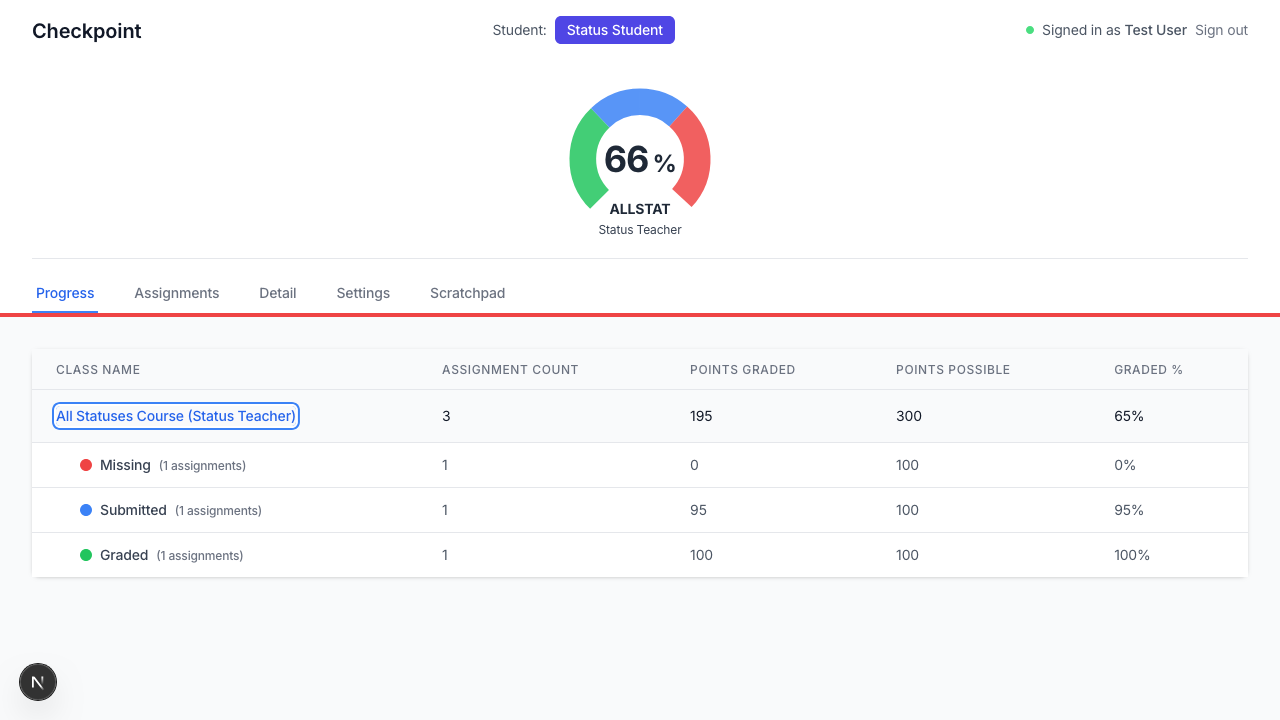 Checkpoint
Student: Status Student
Signed in as Test User Sign out
66 %
ALLSTAT
Status Teacher
Progress Assignments Detail Settings Scratchpad
CLASS NAME ASSIGNMENT COUNT POINTS GRADED POINTS POSSIBLE GRADED %
All Statuses Course (Status Teacher) 3 195 300 65%
Missing (1 assignments) 1 0 100 0%
Submitted (1 assignments) 1 95 100 95%
Graded (1 assignments) 1 100 100 100%
N